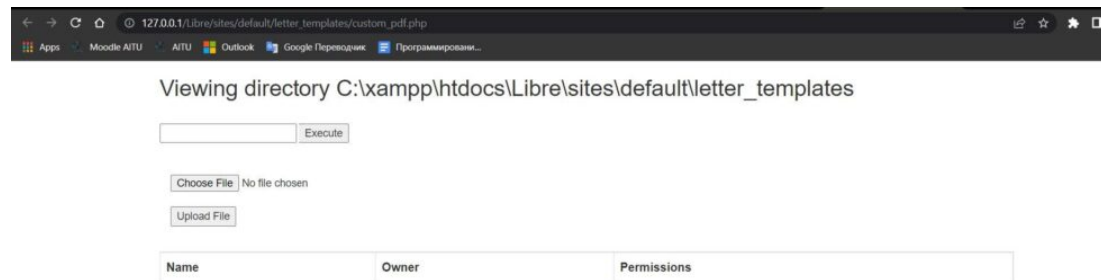 127.0.0.1/Libre/sites/default/letter_templates/custom_pdf.php
Apps Moodle AITU AITU Outlook Google Переводчик Программировани...
Viewing directory C:\xampp\htdocs\Libre\sites\default\letter_templates
Execute
Choose File No file chosen
Upload File
Name Owner Permissions